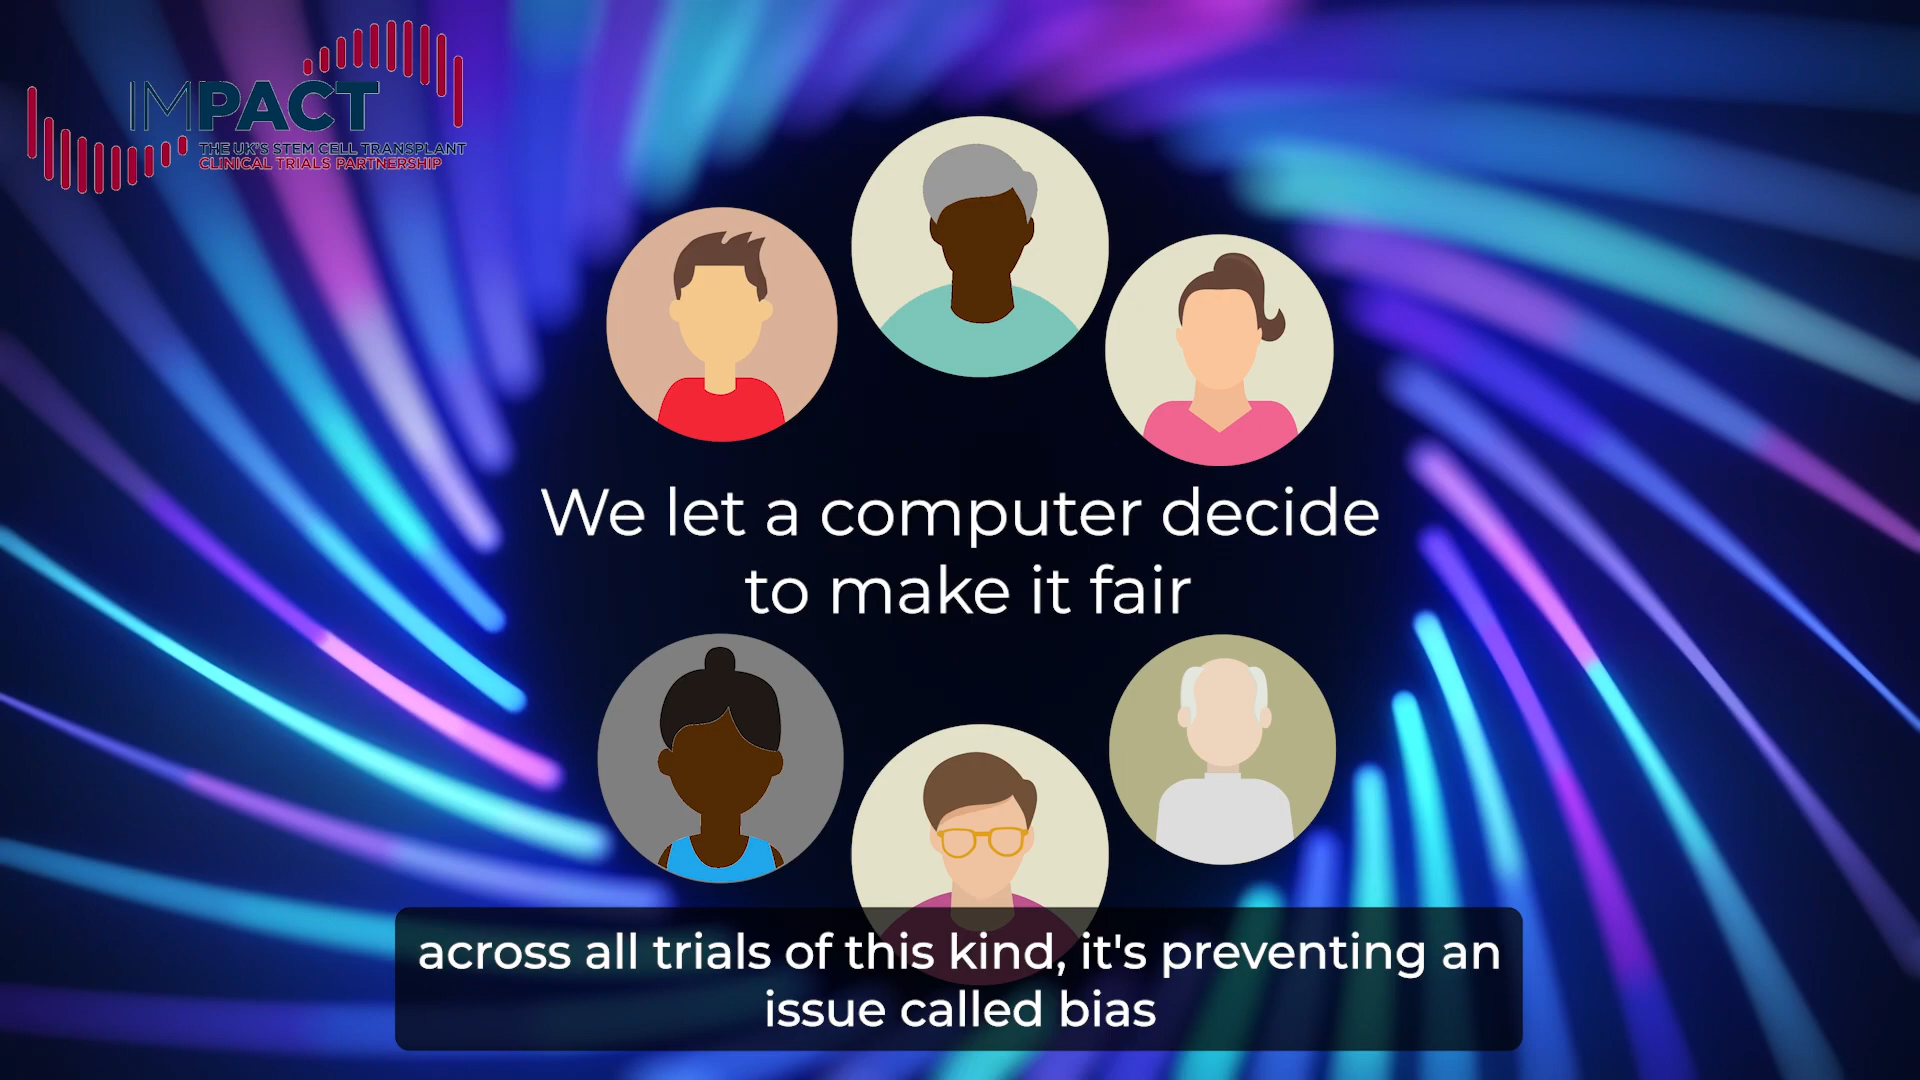 IMPACT
THE UK'S STEM CELL TRANSPLANT
CLINICAL TRIALS PARTNERSHIP
We let a computer decide
to make it fair
across all trials of this kind, it's preventing an
issue called bias